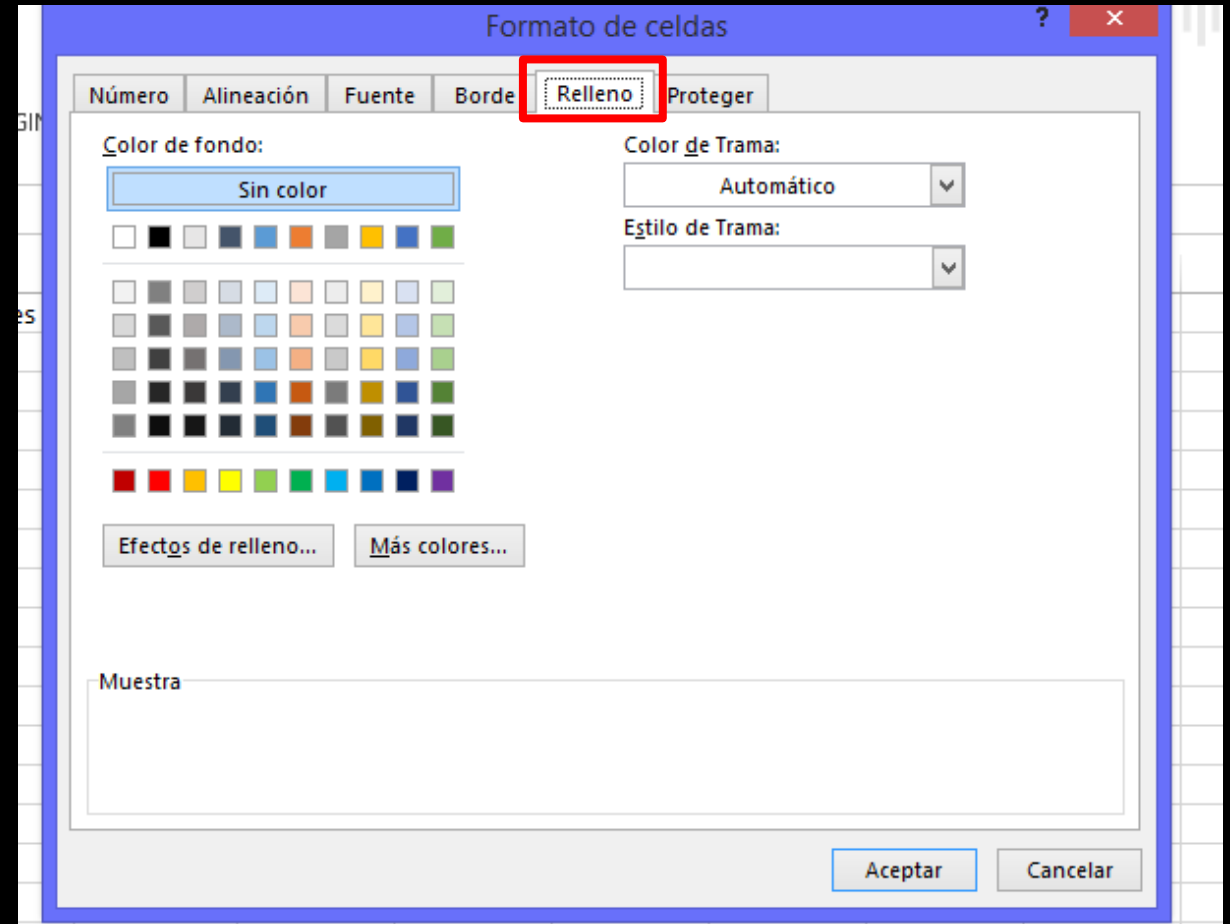 Formato de celdas
?
Número Alineación Fuente Borde Relleno Proteger
Color de fondo:
Sin color
Color de Trama:
Automático
Estilo de Trama:
es
Efectos de relleno... Más colores...
Muestra
Aceptar Cancelar